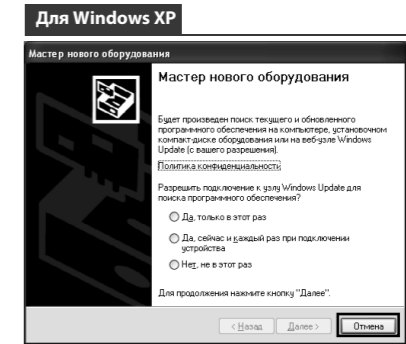 Для Windows XP
Мастер нового оборудования
Мастер нового оборудования
Будет произведен поиск текущего и обновленного
программного обеспечения на компьютере, установочном
компакт-диске оборудования или на веб-узле Windows
Update (с вашего разрешения).
Политика конфиденциальности
Разрешить подключение к узлу Windows Update для
поиска программного обеспечения?
Да, только в этот раз
Да, сейчас и каждый раз при подключении
устройства
Нет, не в этот раз
Для продолжения нажмите кнопку "Далее".
< Назад Далее > Отмена